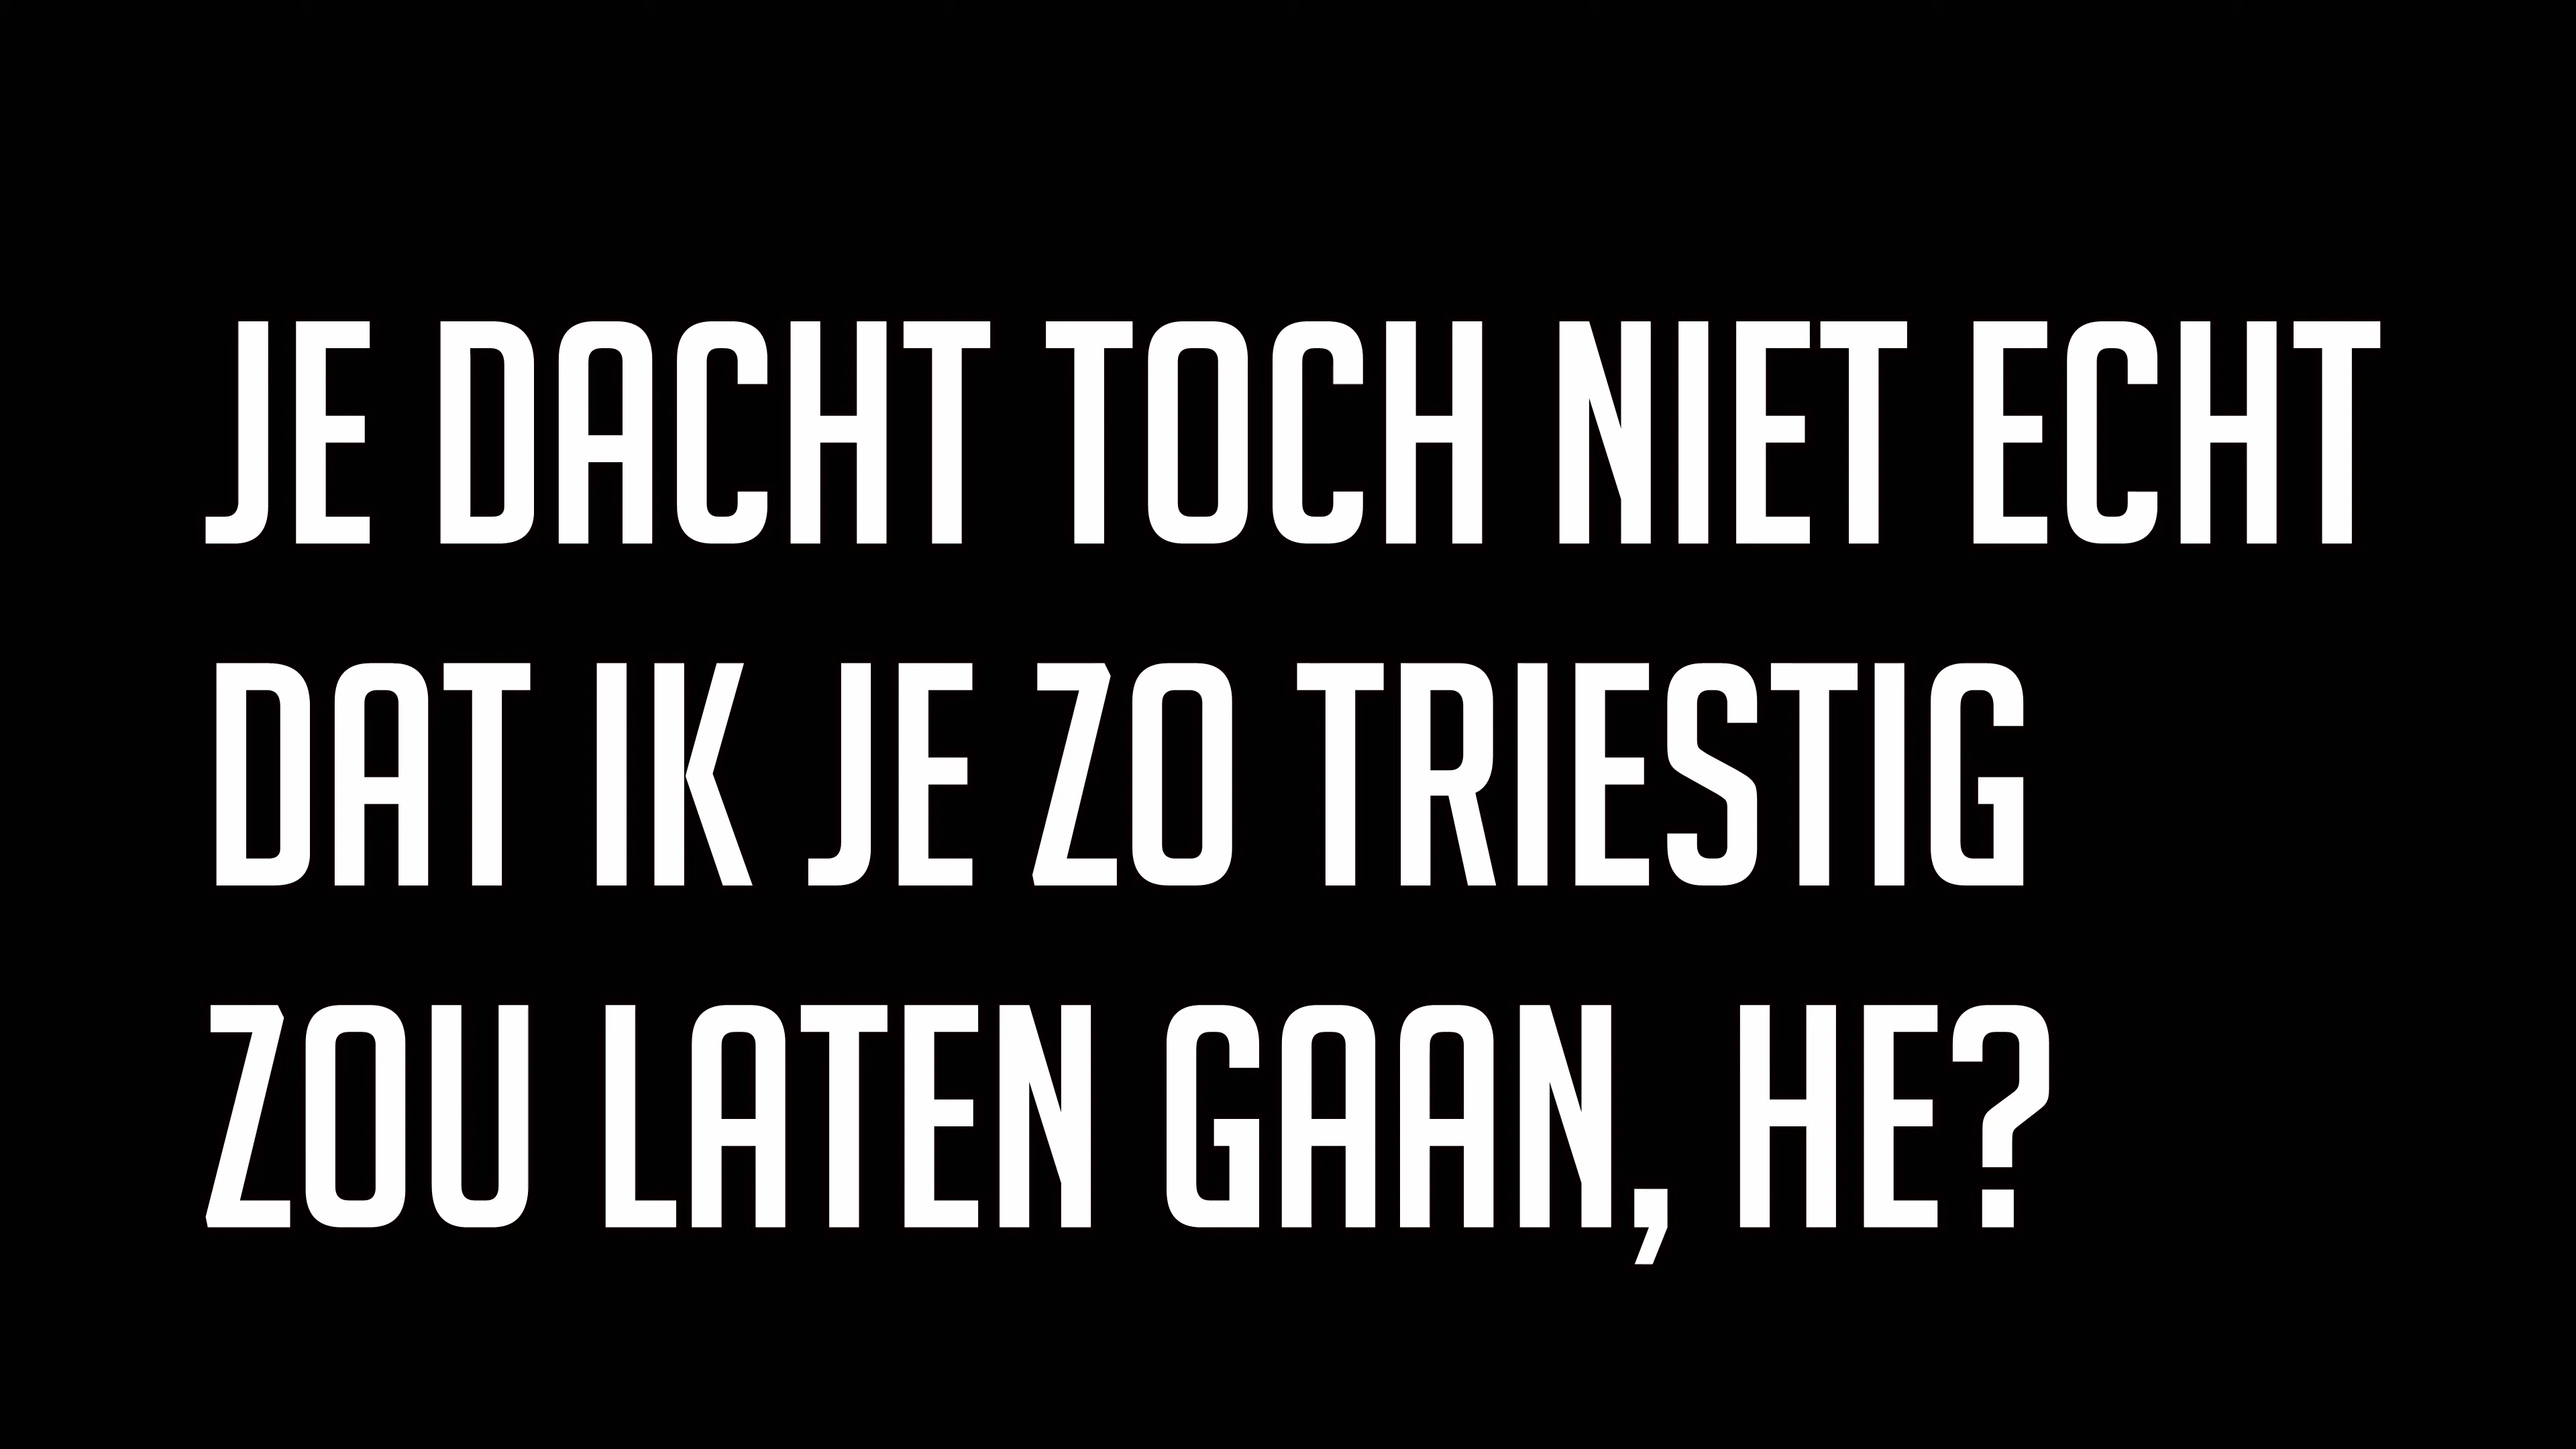 JE DACHT TOCH NIET ECHT
DAT IK JE ZO TRIESTIG
ZOU LATEN GAAN, HE?